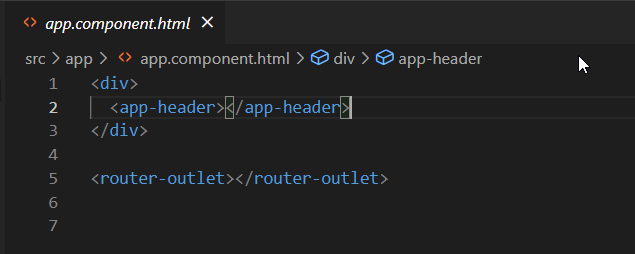 app.component.html
src > app > app.component.html > div > app-header
1 <div>
2   <app-header></app-header>
3 </div>
4
5 <router-outlet></router-outlet>
6
7